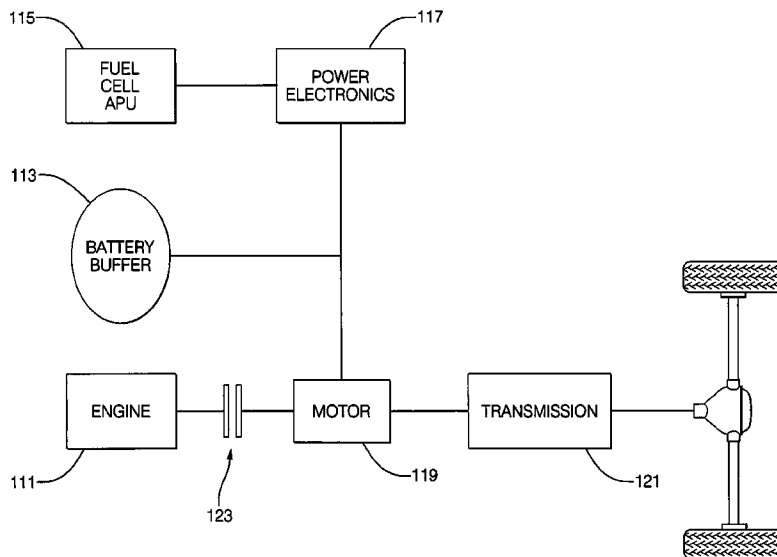 115
117
FUEL
CELL
APU
POWER
ELECTRONICS
113
BATTERY
BUFFER
ENGINE
MOTOR
TRANSMISSION
111
123
119
121